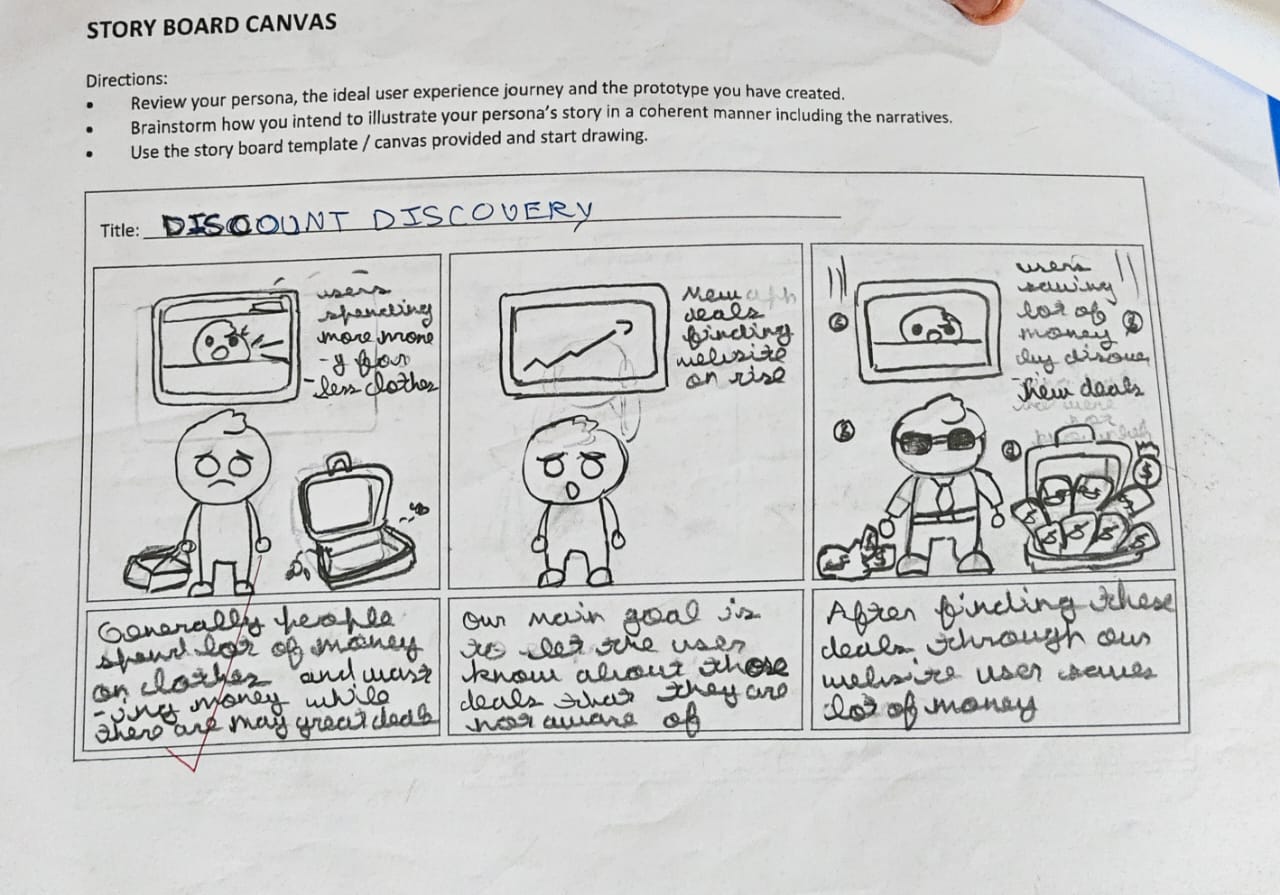 STORY BOARD CANVAS
Directions:
• Review your persona, the ideal user experience journey and the prototype you have created.
• Brainstorm how you intend to illustrate your persona's story in a coherent manner including the narratives.
• Use the story board template / canvas provided and start drawing.
Title: DISCOUNT DISCOVERY
users
spending
more mone
-y for
-less clothes
New
deals
finding
website
on rise
users
saving
lot of
money
by discove
-new deals
Generally people
spend lot of money
on clothes and wast
-ing money while
there are may great deals
Our main goal is
to let the user
know about those
deals that they are
not aware of
After finding these
deals through our
website user saves
lot of money